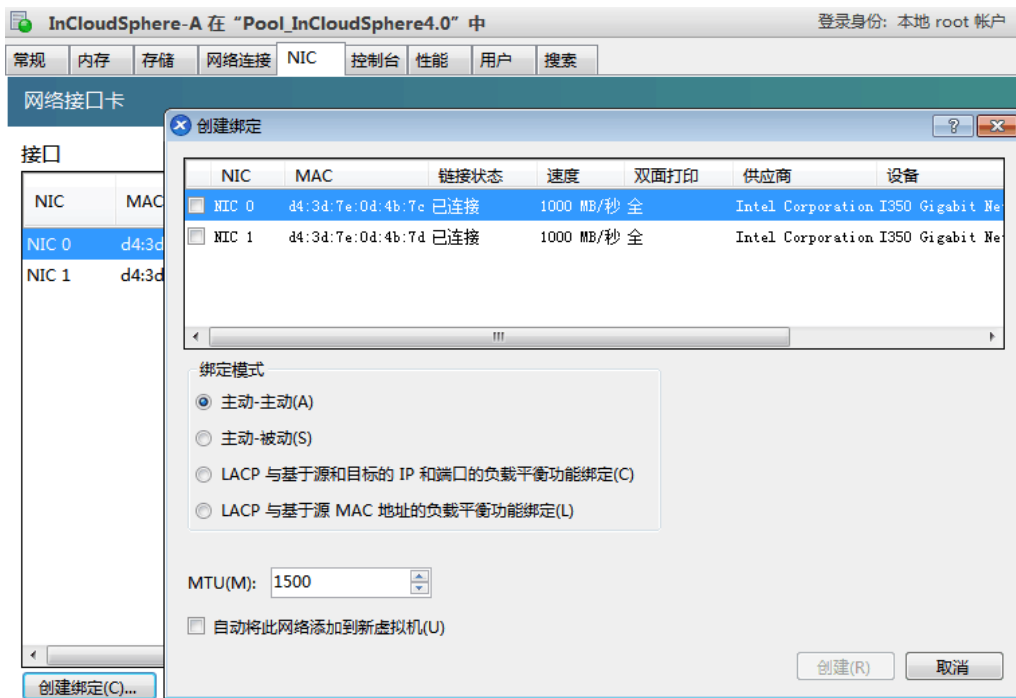 InCloudSphere-A 在 “Pool_InCloudSphere4.0” 中 登录身份: 本地 root 帐户
常规 内存 存储 网络连接 NIC 控制台 性能 用户 搜索
网络接口卡
创建绑定
接口
NIC MAC
NIC 0 d4:3d
NIC 1 d4:3d
NIC MAC 链接状态 速度 双面打印 供应商 设备
NIC 0 d4:3d:7e:0d:4b:7c 已连接 1000 MB/秒 全 Intel Corporation I350 Gigabit Ne
NIC 1 d4:3d:7e:0d:4b:7d 已连接 1000 MB/秒 全 Intel Corporation I350 Gigabit Ne
绑定模式
主动-主动(A)
主动-被动(S)
LACP 与基于源和目标的 IP 和端口的负载平衡功能绑定(C)
LACP 与基于源 MAC 地址的负载平衡功能绑定(L)
MTU(M): 1500
自动将此网络添加到新虚拟机(U)
创建(R) 取消
创建绑定(C)...